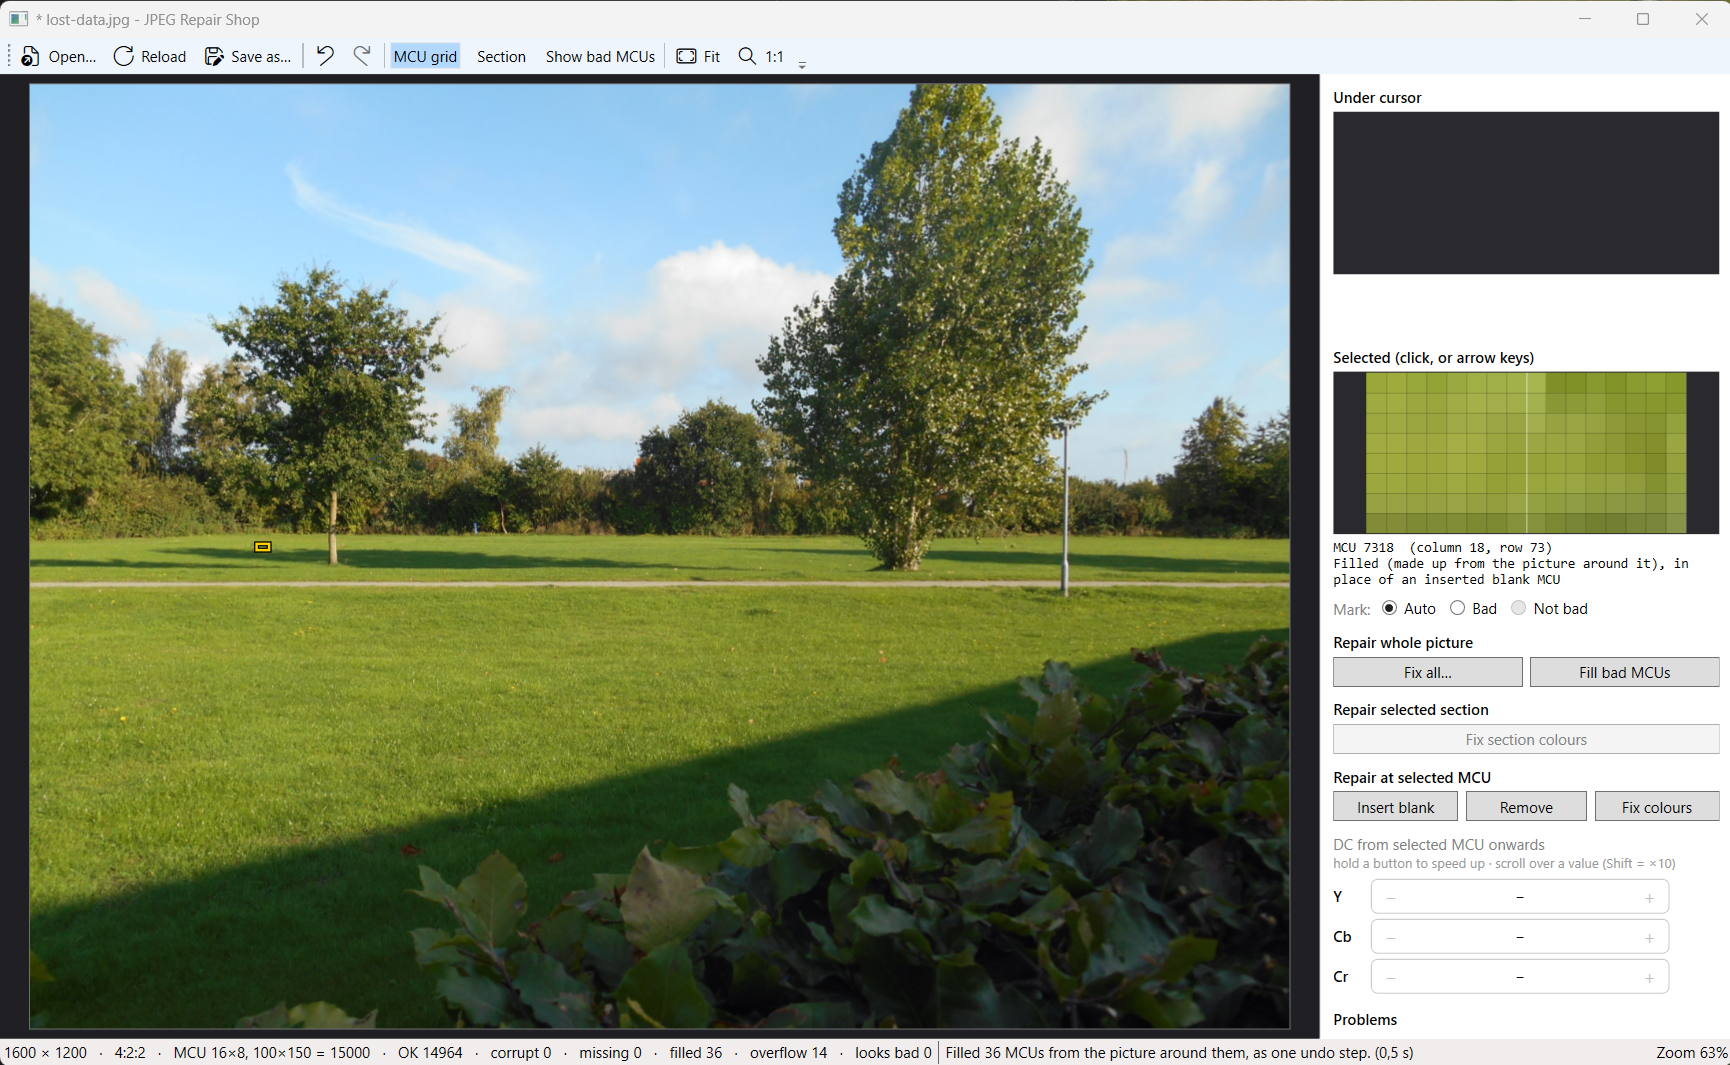 * lost-data.jpg - JPEG Repair Shop
Open... Reload Save as... MCU grid Section Show bad MCUs Fit 1:1
Under cursor
Selected (click, or arrow keys)
MCU 7318 (column 18, row 73)
Filled (made up from the picture around it), in
place of an inserted blank MCU
Mark: Auto Bad Not bad
Repair whole picture
Fix all... Fill bad MCUs
Repair selected section
Fix section colours
Repair at selected MCU
Insert blank Remove Fix colours
DC from selected MCU onwards
hold a button to speed up · scroll over a value (Shift = ×10)
Y − – +
Cb − – +
Cr − – +
Problems
1600 × 1200 · 4:2:2 · MCU 16×8, 100×150 = 15000 · OK 14964 · corrupt 0 · missing 0 · filled 36 · overflow 14 · looks bad 0 Filled 36 MCUs from the picture around them, as one undo step. (0,5 s) Zoom 63%